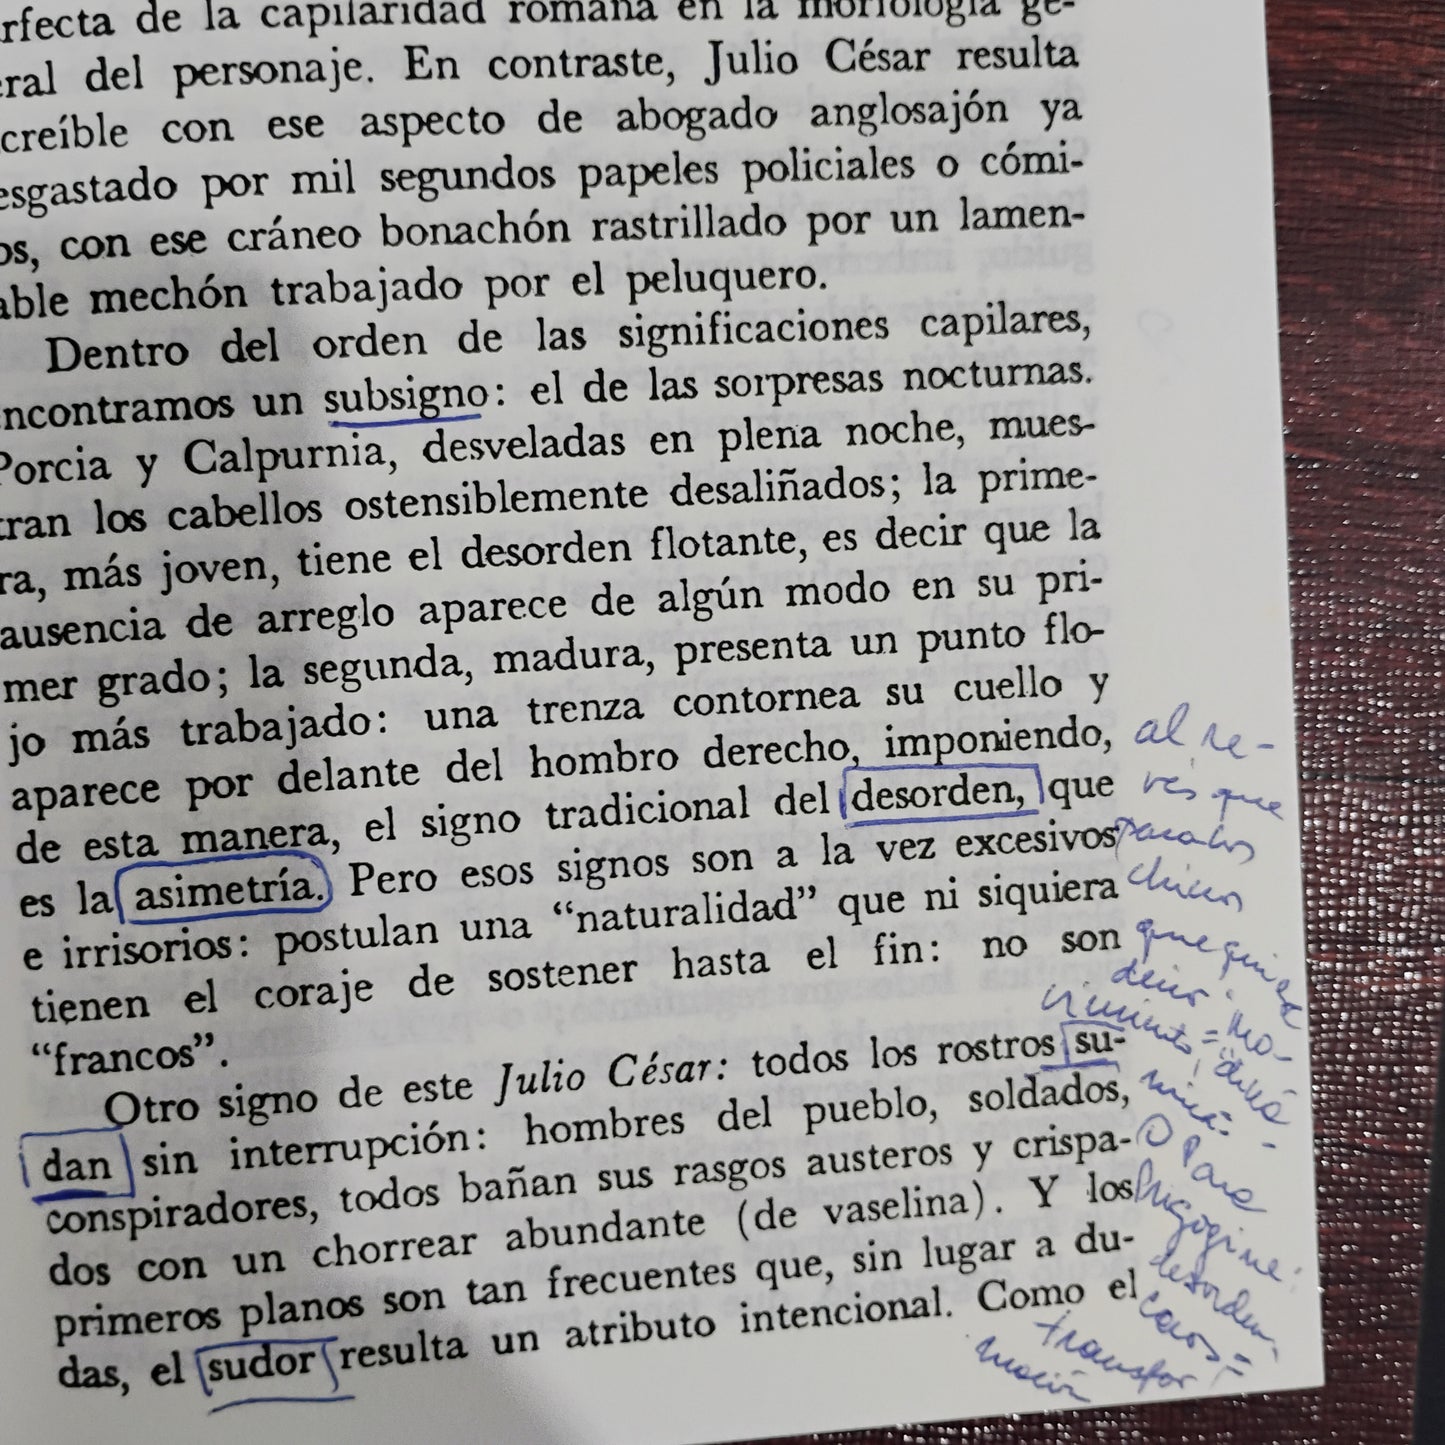 rfecta de la capilaridad romana en la morfología ge-
eral del personaje. En contraste, Julio César resulta
creíble con ese aspecto de abogado anglosajón ya
esgastado por mil segundos papeles policiales o cómi-
os, con ese cráneo bonachón rastrillado por un lamen-
able mechón trabajado por el peluquero.
Dentro del orden de las significaciones capilares,
ncontramos un subsigno: el de las sorpresas nocturnas.
Porcia y Calpurnia, desveladas en plena noche, mues-
tran los cabellos ostensiblemente desaliñados; la prime-
ra, más joven, tiene el desorden flotante, es decir que la
ausencia de arreglo aparece de algún modo en su pri-
mer grado; la segunda, madura, presenta un punto flo-
jo más trabajado: una trenza contornea su cuello y
aparece por delante del hombro derecho, imponiendo,
de esta manera, el signo tradicional del desorden, que
es la asimetría. Pero esos signos son a la vez excesivos
e irrisorios: postulan una "naturalidad" que ni siquiera
tienen el coraje de sostener hasta el fin: no son
"francos".
Otro signo de este Julio César: todos los rostros su-
dan sin interrupción: hombres del pueblo, soldados,
conspiradores, todos bañan sus rasgos austeros y crispa-
dos con un chorrear abundante (de vaselina). Y los
primeros planos son tan frecuentes que, sin lugar a du-
das, el sudor resulta un atributo intencional. Como el
al re-
vés que
para los
chinos
que
decir
mo-
vimiento
O para
Prigogine:
desorden,
caos =
transfor
mación